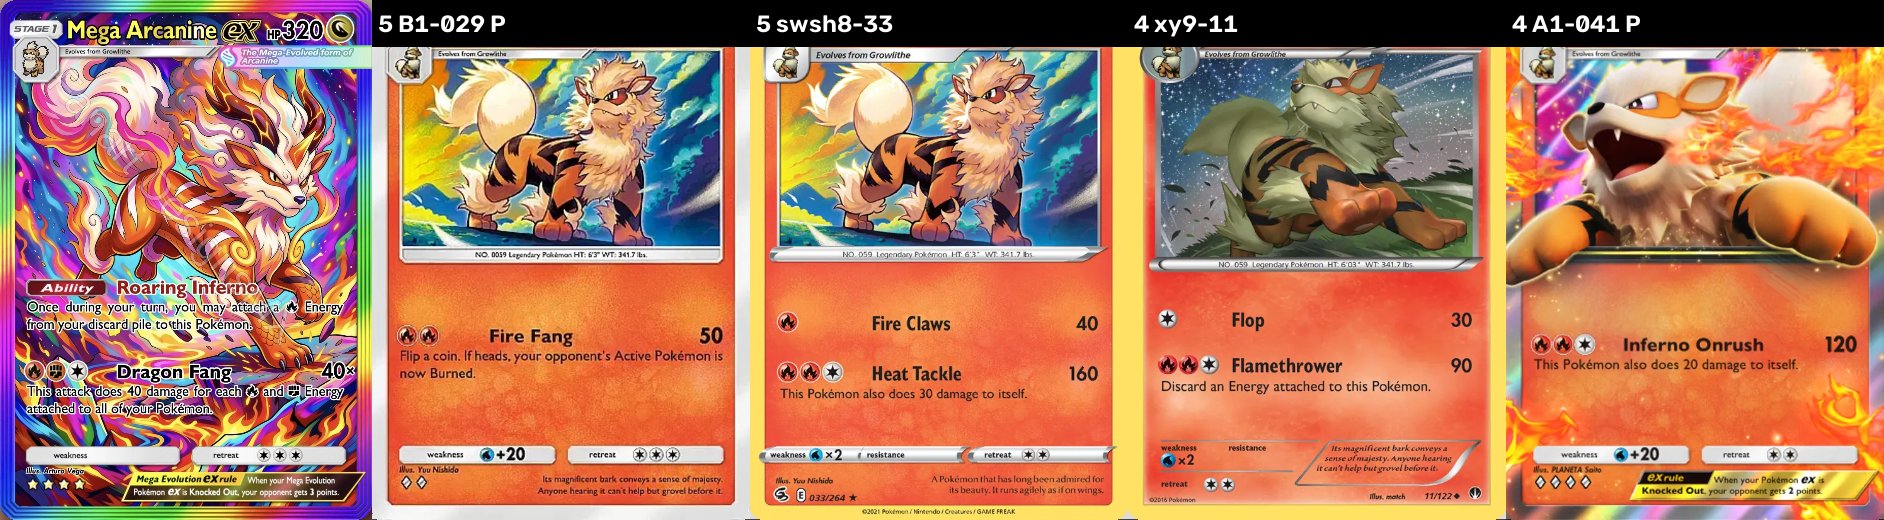 STAGE 1 Mega Arcanine ex HP 320
Evolves from Growlithe
The Mega-Evolved form of
Arcanine
Ability Roaring Inferno
Once during your turn, you may attach a Energy
from your discard pile to this Pokémon.
Dragon Fang 40×
This attack does 40 damage for each and Energy
attached to all of your Pokémon.
weakness retreat
Illus. Arturo Vega
Mega Evolution ex rule When your Mega Evolution
Pokémon ex is Knocked Out, your opponent gets 3 points.
5 B1-029 P
Evolves from Growlithe
NO. 0059 Legendary Pokémon HT: 6'3" WT: 341.7 lbs.
Fire Fang 50
Flip a coin. If heads, your opponent's Active Pokémon is
now Burned.
weakness +20 retreat
Illus. Yuu Nishida
Its magnificent bark conveys a sense of majesty.
Anyone hearing it can't help but grovel before it.
5 swsh8-33
Evolves from Growlithe
NO. 059 Legendary Pokémon HT: 6'3" WT: 341.7 lbs.
Fire Claws 40
Heat Tackle 160
This Pokémon also does 30 damage to itself.
weakness ×2 resistance retreat
Illus. Yuu Nishida
E 033/264 ★
A Pokémon that has long been admired for
its beauty. It runs agilely as if on wings.
©2021 Pokémon / Nintendo / Creatures / GAME FREAK
4 xy9-11
Evolves from Growlithe
NO. 059 Legendary Pokémon HT: 6'03" WT: 341.7 lbs.
Flop 30
Flamethrower 90
Discard an Energy attached to this Pokémon.
weakness resistance
×2
retreat
Its magnificent bark conveys a
sense of majesty. Anyone hearing
it can't help but grovel before it.
©2016 Pokémon
Illus. match 11/122
4 A1-041 P
Evolves from Growlithe
Inferno Onrush 120
This Pokémon also does 20 damage to itself.
weakness +20 retreat
Illus. PLANETA Saito
ex rule When your Pokémon ex is
Knocked Out, your opponent gets 2 points.